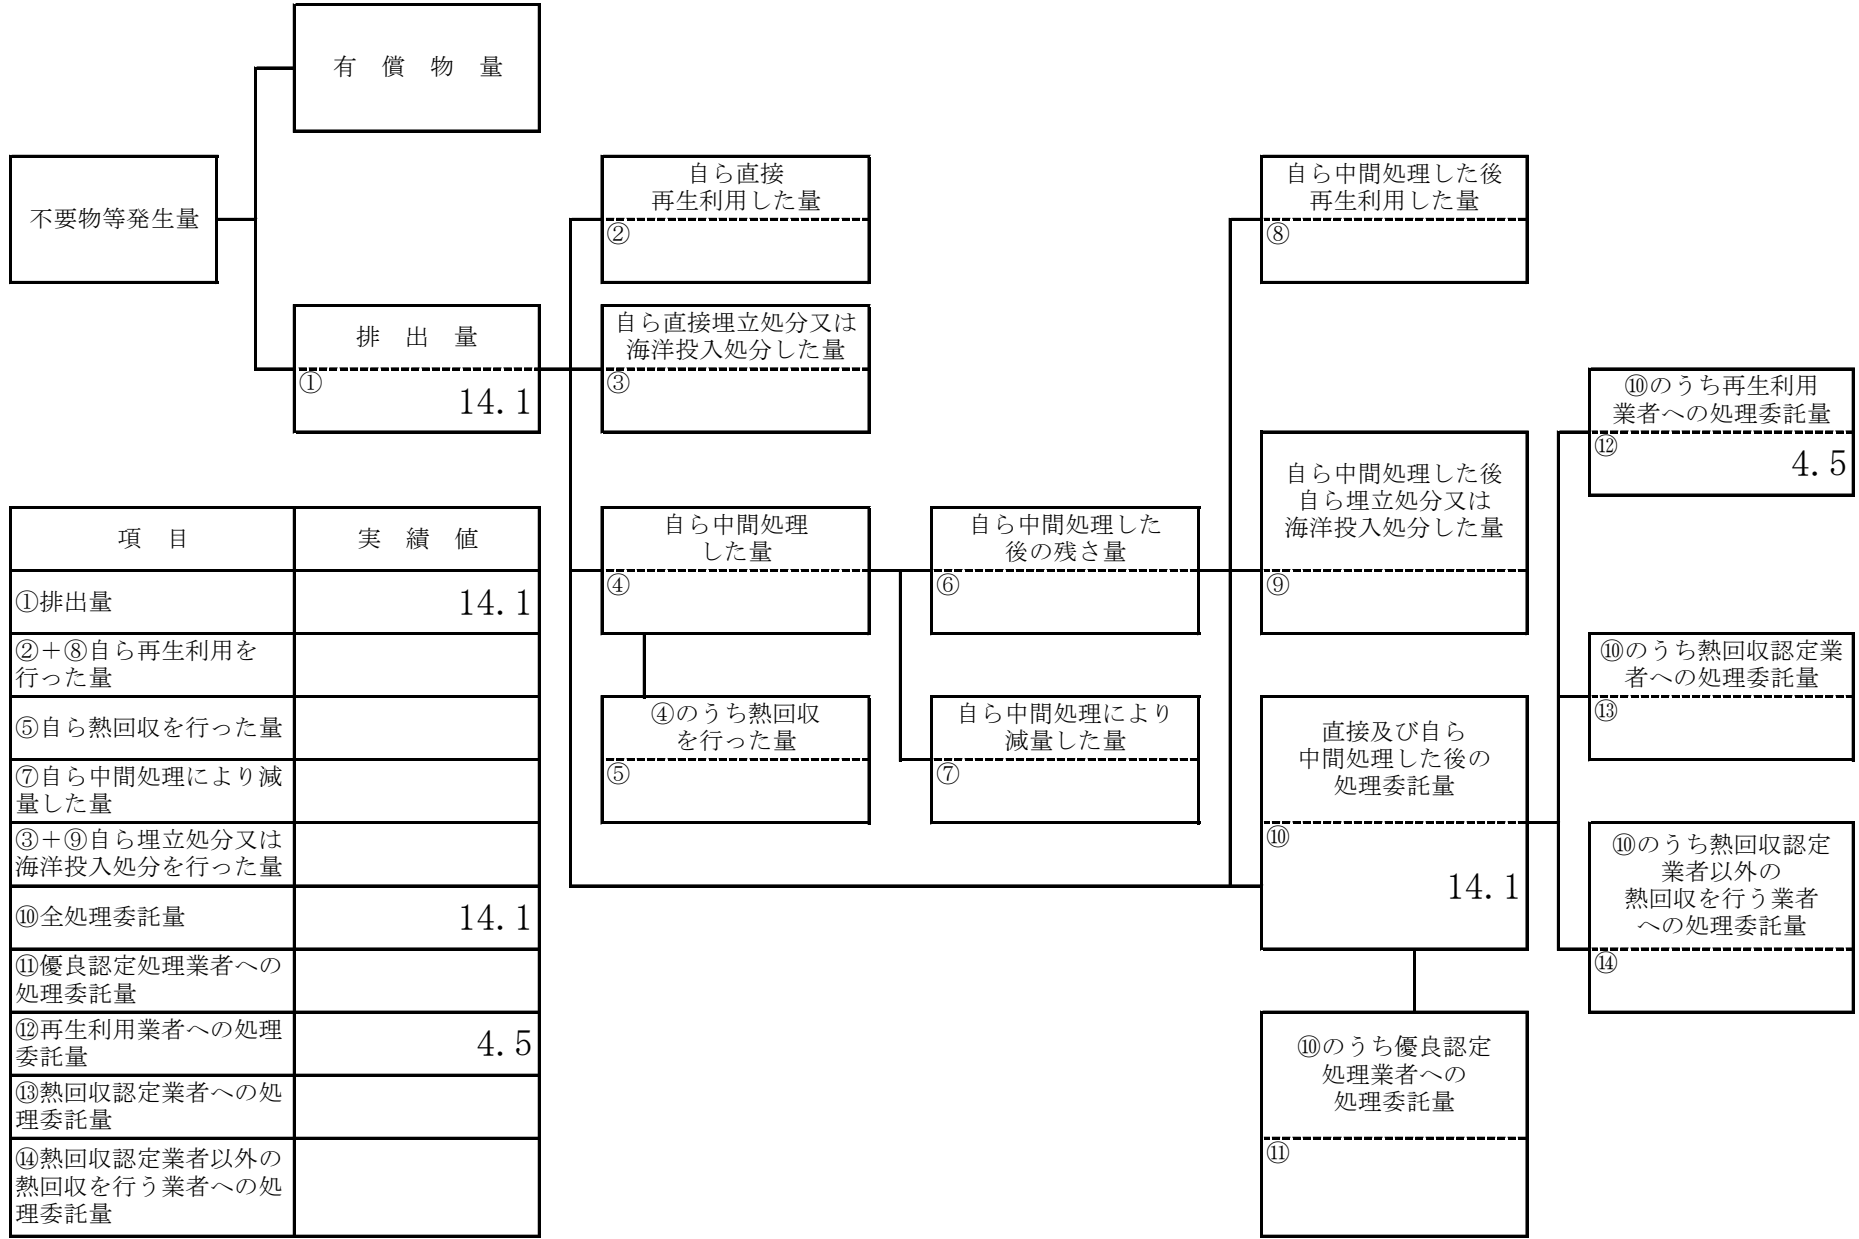 有　償　物　量
不要物等発生量
排　出　量
①
14.1
自ら直接
再生利用した量
②
自ら直接埋立処分又は
海洋投入処分した量
③
自ら中間処理
した量
④
④のうち熱回収
を行った量
⑤
自ら中間処理した
後の残さ量
⑥
自ら中間処理により
減量した量
⑦
自ら中間処理した後
再生利用した量
⑧
自ら中間処理した後
自ら埋立処分又は
海洋投入処分した量
⑨
直接及び自ら
中間処理した後の
処理委託量
⑩
14.1
⑩のうち優良認定
処理業者への
処理委託量
⑪
⑩のうち再生利用
業者への処理委託量
⑫
4.5
⑩のうち熱回収認定業
者への処理委託量
⑬
⑩のうち熱回収認定
業者以外の
熱回収を行う業者
への処理委託量
⑭
項　目　実　績　値
①排出量　14.1
②＋⑧自ら再生利用を
行った量
⑤自ら熱回収を行った量
⑦自ら中間処理により減
量した量
③＋⑨自ら埋立処分又は
海洋投入処分を行った量
⑩全処理委託量　14.1
⑪優良認定処理業者への
処理委託量
⑫再生利用業者への処理
委託量　4.5
⑬熱回収認定業者への処
理委託量
⑭熱回収認定業者以外の
熱回収を行う業者への処
理委託量